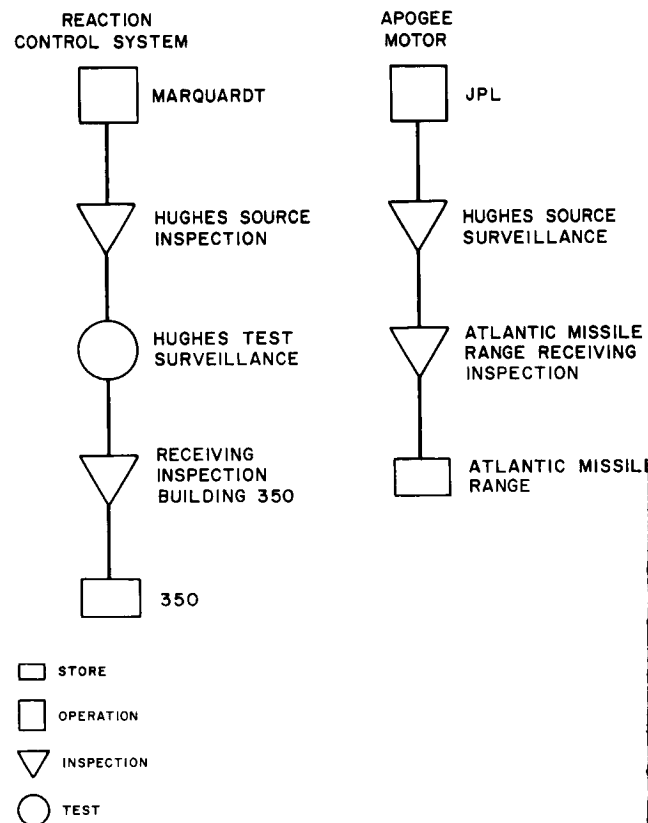 REACTION
CONTROL SYSTEM
MARQUARDT
HUGHES SOURCE
INSPECTION
HUGHES TEST
SURVEILLANCE
RECEIVING
INSPECTION
BUILDING 350
350
APOGEE
MOTOR
JPL
HUGHES SOURCE
SURVEILLANCE
ATLANTIC MISSILE
RANGE RECEIVING
INSPECTION
ATLANTIC MISSILE
RANGE
STORE
OPERATION
INSPECTION
TEST